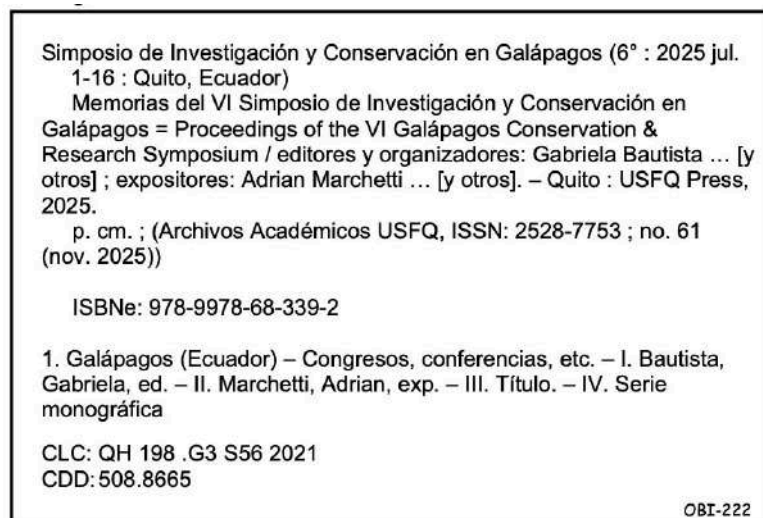 Simposio de Investigación y Conservación en Galápagos (6° : 2025 jul.
1-16 : Quito, Ecuador)
Memorias del VI Simposio de Investigación y Conservación en
Galápagos = Proceedings of the VI Galápagos Conservation &
Research Symposium / editores y organizadores: Gabriela Bautista ... [y
otros] ; expositores: Adrian Marchetti ... [y otros]. – Quito : USFQ Press,
2025.
p. cm. ; (Archivos Académicos USFQ, ISSN: 2528-7753 ; no. 61
(nov. 2025))
ISBNe: 978-9978-68-339-2
1. Galápagos (Ecuador) – Congresos, conferencias, etc. – I. Bautista,
Gabriela, ed. – II. Marchetti, Adrian, exp. – III. Título. – IV. Serie
monográfica
CLC: QH 198 .G3 S56 2021
CDD: 508.8665
OBI-222